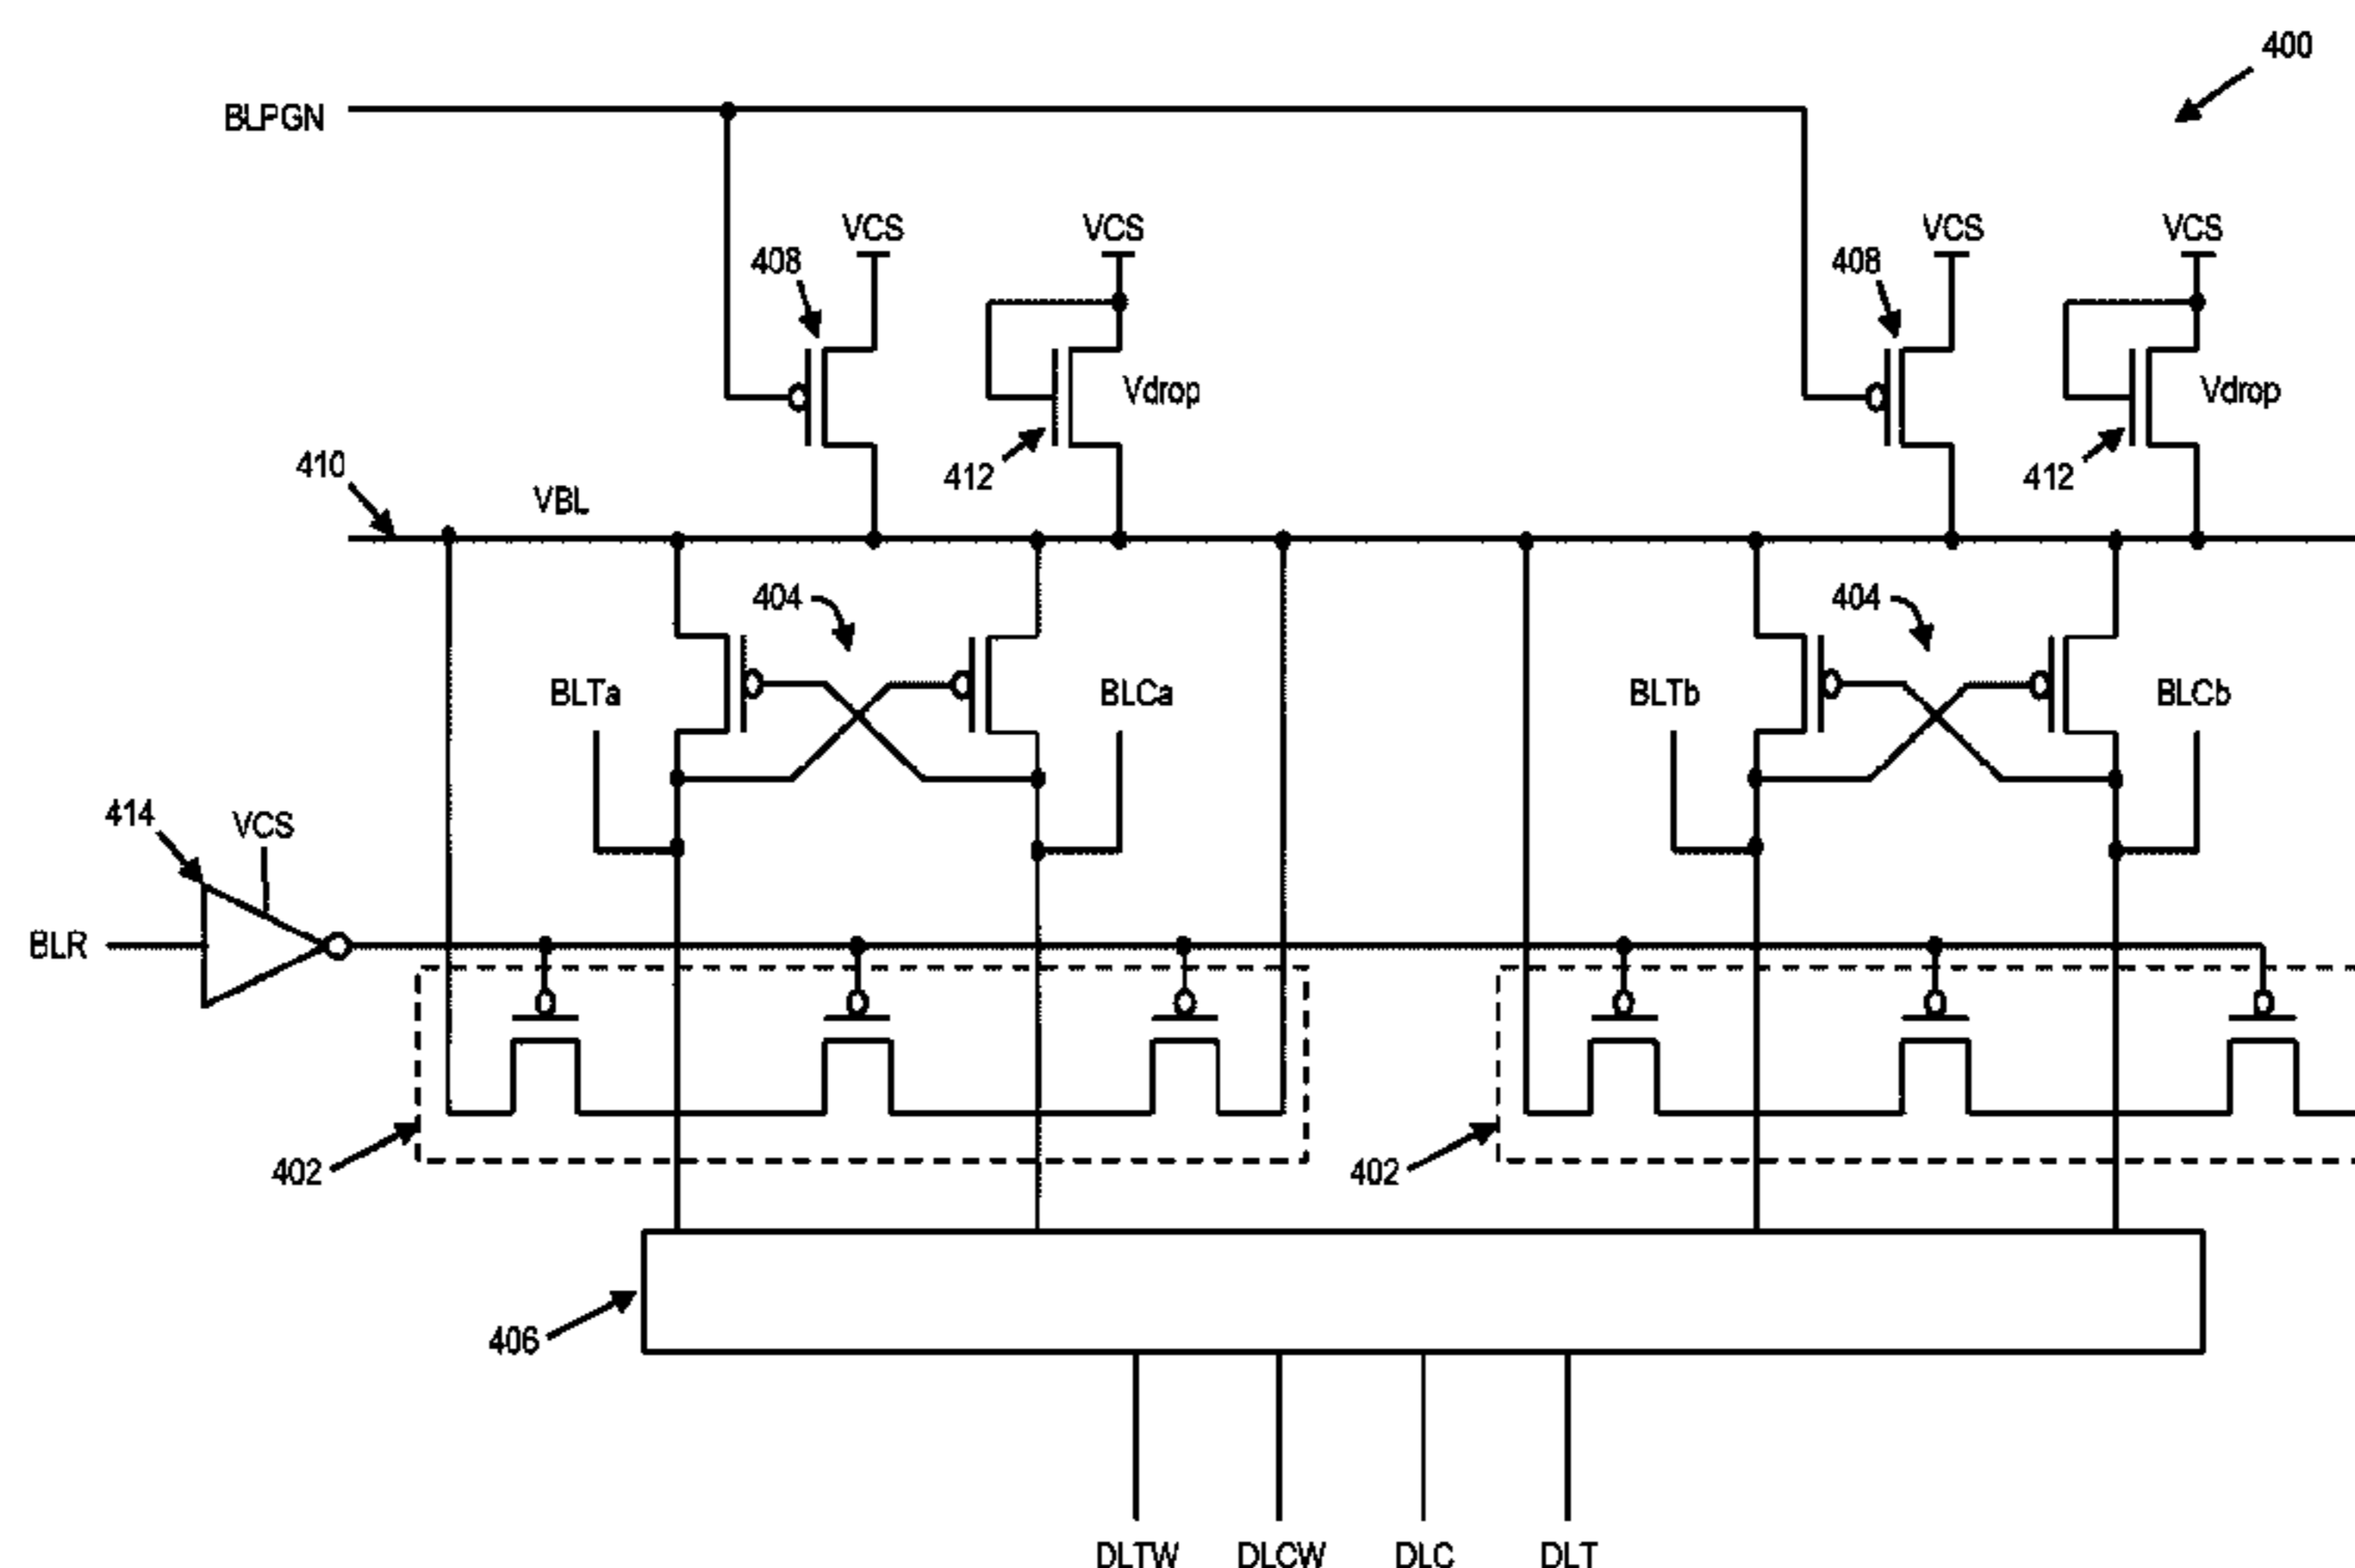 400
BLPGN
VCS
VCS
VCS
VCS
408
408
Vdrop
Vdrop
410
412
412
VBL
404
404
BLTa
BLCa
BLTb
BLCb
414
VCS
BLR
402
402
406
DLTW
DLCW
DLC
DLT